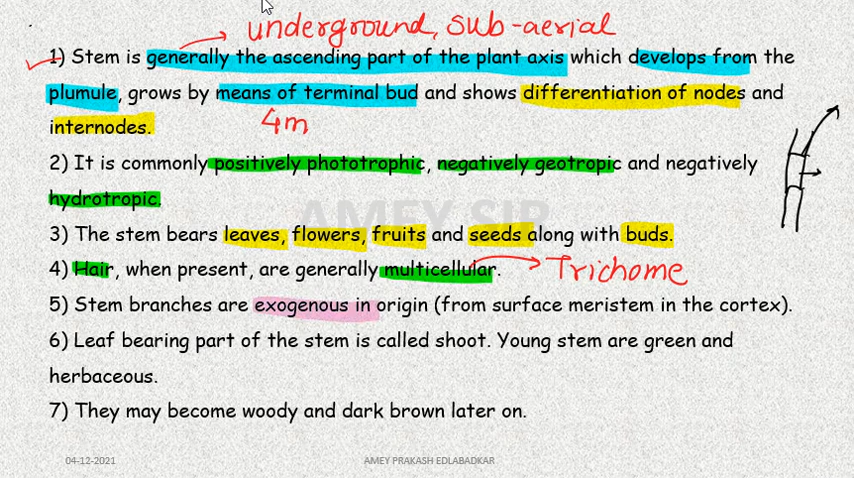 underground, sub-aerial
1) Stem is generally the ascending part of the plant axis which develops from the
plumule, grows by means of terminal bud and shows differentiation of nodes and
internodes.
4m
2) It is commonly positively phototrophic, negatively geotropic and negatively
hydrotropic.
AMEY SIR
3) The stem bears leaves, flowers, fruits and seeds along with buds.
4) Hair, when present, are generally multicellular. Trichome
5) Stem branches are exogenous in origin (from surface meristem in the cortex).
6) Leaf bearing part of the stem is called shoot. Young stem are green and
herbaceous.
7) They may become woody and dark brown later on.
04-12-2021 AMEY PRAKASH EDLABADKAR